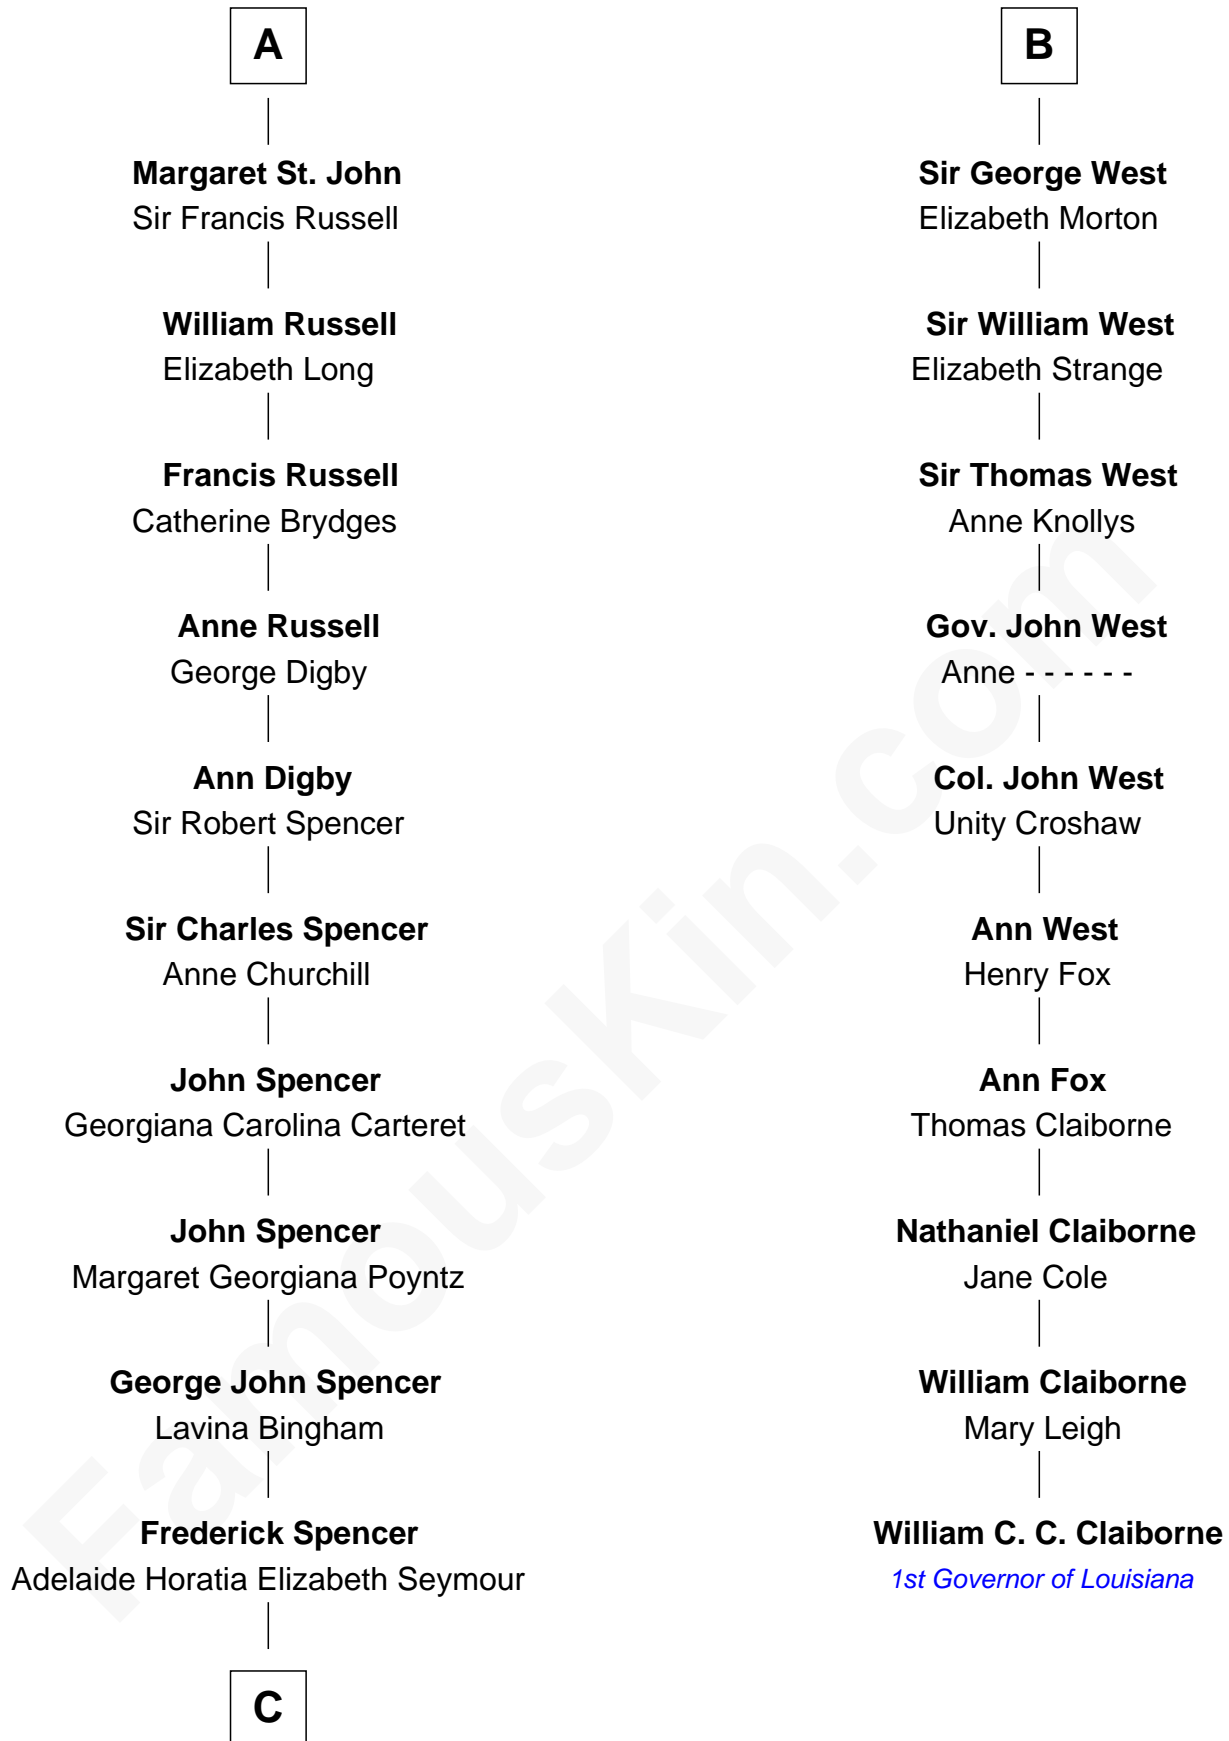 A
Margaret St. John
Sir Francis Russell
William Russell
Elizabeth Long
Francis Russell
Catherine Brydges
Anne Russell
George Digby
Ann Digby
Sir Robert Spencer
Sir Charles Spencer
Anne Churchill
John Spencer
Georgiana Carolina Carteret
John Spencer
Margaret Georgiana Poyntz
George John Spencer
Lavina Bingham
Frederick Spencer
Adelaide Horatia Elizabeth Seymour
C
B
Sir George West
Elizabeth Morton
Sir William West
Elizabeth Strange
Sir Thomas West
Anne Knollys
Gov. John West
Anne - - - - - -
Col. John West
Unity Croshaw
Ann West
Henry Fox
Ann Fox
Thomas Claiborne
Nathaniel Claiborne
Jane Cole
William Claiborne
Mary Leigh
William C. C. Claiborne
1st Governor of Louisiana
FamousKin.com